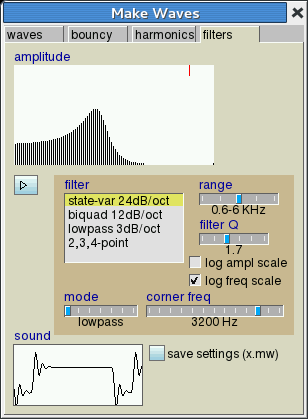 Make Waves
waves bouncy harmonics filters
amplitude
filter range
state-var 24dB/oct
biquad 12dB/oct
lowpass 3dB/oct
2,3,4-point
0.6-6 KHz
filter Q
1.7
log ampl scale
log freq scale
mode corner freq
lowpass 3200 Hz
sound
save settings (x.mw)